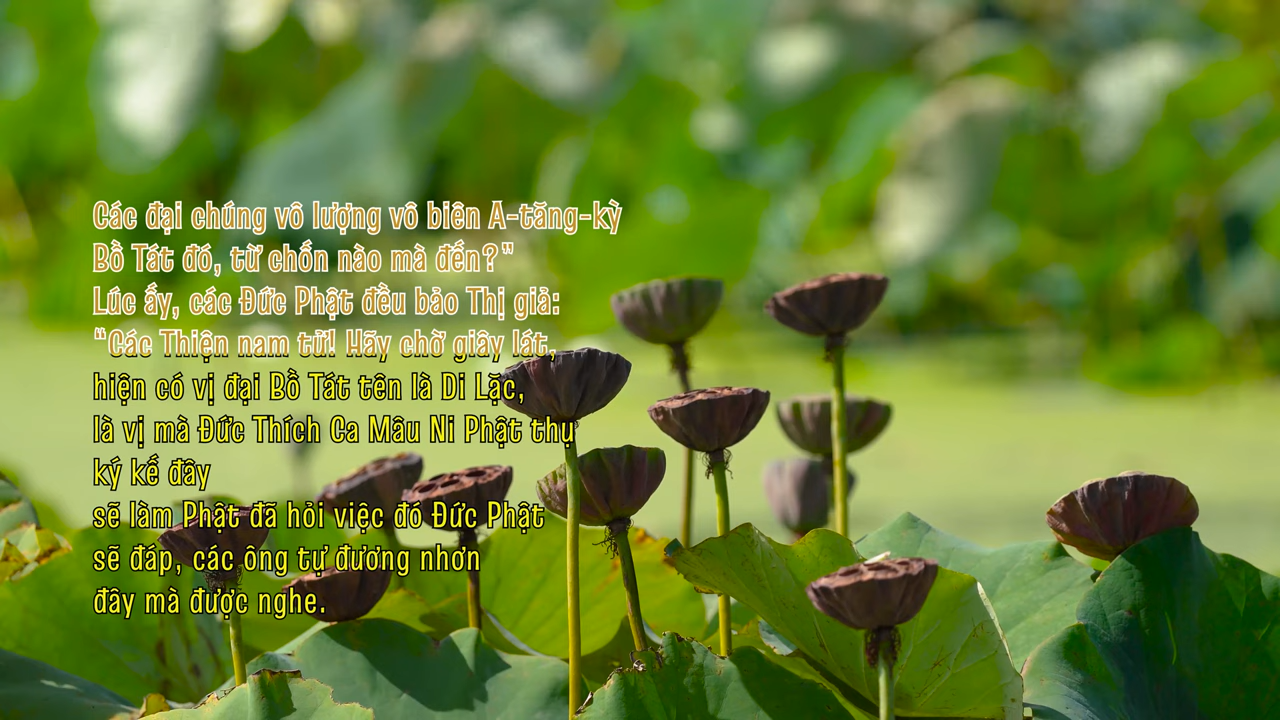 Các đại chúng vô lượng vô biên A-tăng-kỳ
Bồ Tát đó, từ chốn nào mà đến?”
Lúc ấy, các Đức Phật đều bảo Thị giả:
“Các Thiện nam tử! Hãy chờ giây lát,
hiện có vị đại Bồ Tát tên là Di Lặc,
là vị mà Đức Thích Ca Mâu Ni Phật thụ
ký kế đây
sẽ làm Phật đã hỏi việc đó Đức Phật
sẽ đáp, các ông tự đương nhơn
đây mà được nghe.